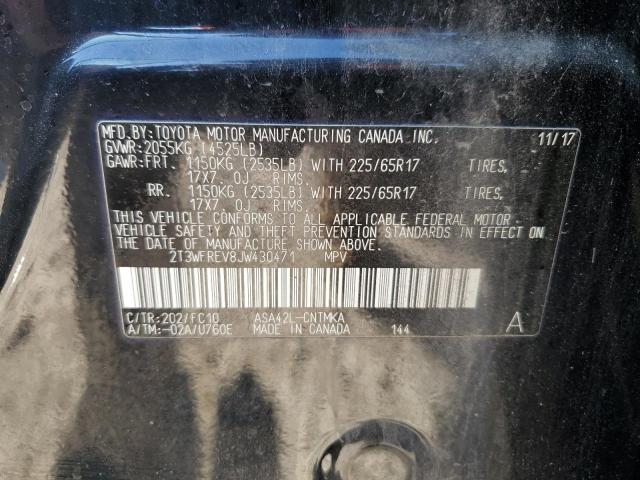 MFD.BY:TOYOTA MOTOR MANUFACTURING CANADA INC. 11/17
GVWR:2055KG (4525LB)
GAWR:FRT. 1150KG (2535LB) WITH 225/65R17 TIRES,
17X7. 0J RIMS.
RR. 1150KG (2535LB) WITH 225/65R17 TIRES,
17X7. 0J RIMS.
THIS VEHICLE CONFORMS TO ALL APPLICABLE FEDERAL MOTOR
VEHICLE SAFETY AND THEFT PREVENTION STANDARDS IN EFFECT ON
THE DATE OF MANUFACTURE SHOWN ABOVE.
2T3WFREV8JW430471 MPV
C/TR:202/FC10 ASA42L-CNTMKA A
A/TM:-02A/U760E MADE IN CANADA 144